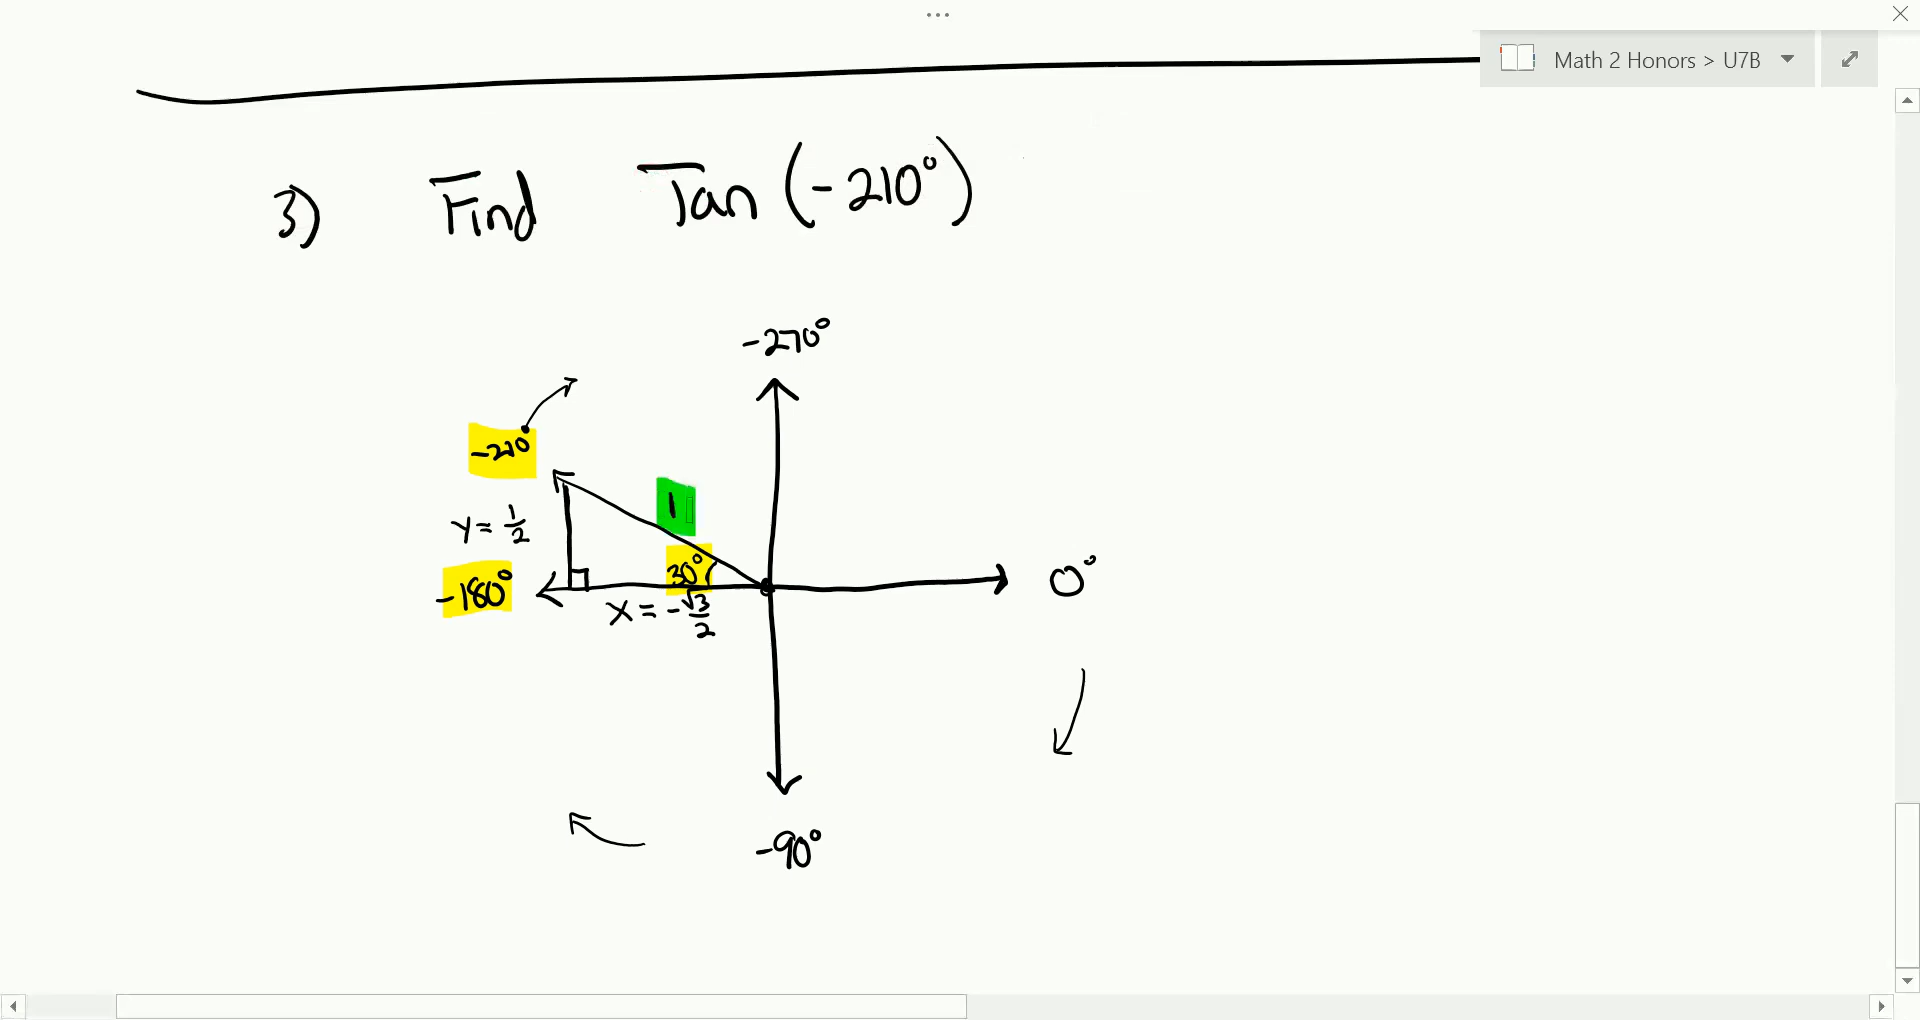 Math 2 Honors > U7B
3) Find Tan (-210°)
-270°
-210°
1
y = 1/2
30°
-180°
0°
x = -√3/2
-90°